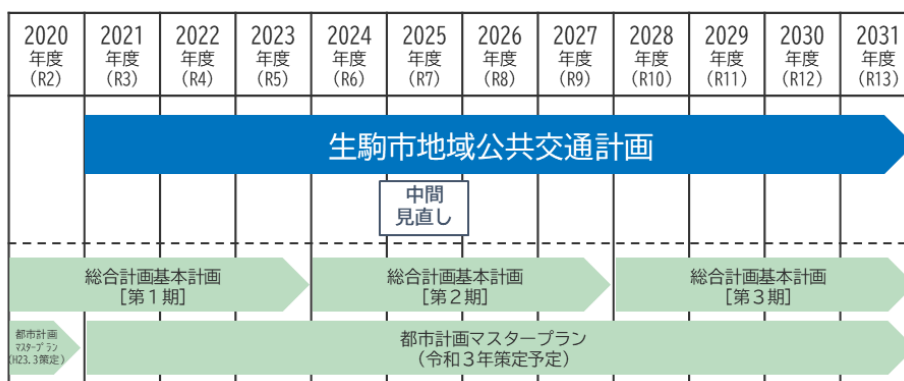 2020 2021 2022 2023 2024 2025 2026 2027 2028 2029 2030 2031
年度 年度 年度 年度 年度 年度 年度 年度 年度 年度 年度 年度
(R2) (R3) (R4) (R5) (R6) (R7) (R8) (R9) (R10) (R11) (R12) (R13)
生駒市地域公共交通計画
中間
見直し
総合計画基本計画 総合計画基本計画 総合計画基本計画
[第1期] [第2期] [第3期]
都市計画
マスタープラン
(H23.3策定)
都市計画マスタープラン
(令和3年策定予定)